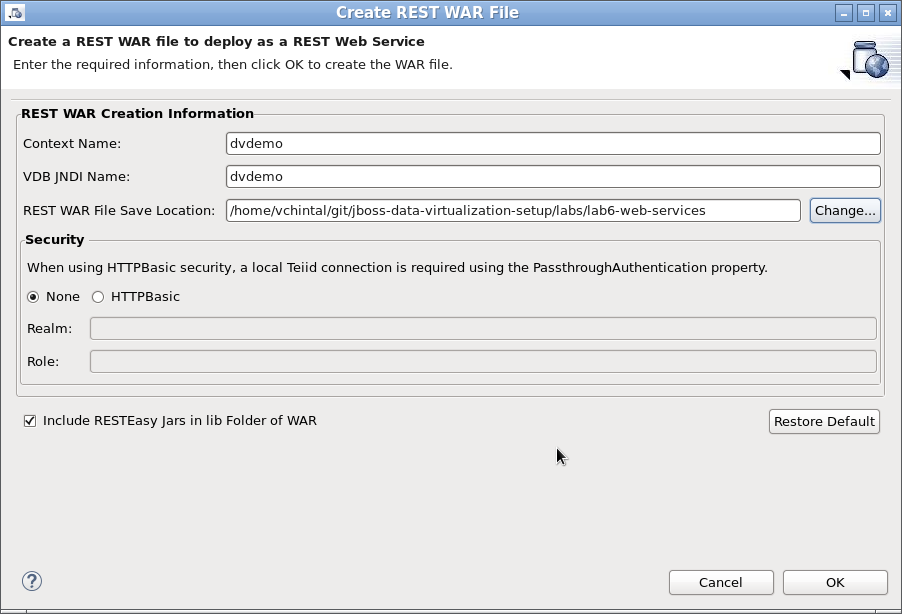 Create REST WAR File
Create a REST WAR file to deploy as a REST Web Service
Enter the required information, then click OK to create the WAR file.
REST WAR Creation Information
Context Name: dvdemo
VDB JNDI Name: dvdemo
REST WAR File Save Location: /home/vchintal/git/jboss-data-virtualization-setup/labs/lab6-web-services Change...
Security
When using HTTPBasic security, a local Teiid connection is required using the PassthroughAuthentication property.
None HTTPBasic
Realm:
Role:
Include RESTEasy Jars in lib Folder of WAR Restore Default
? Cancel OK